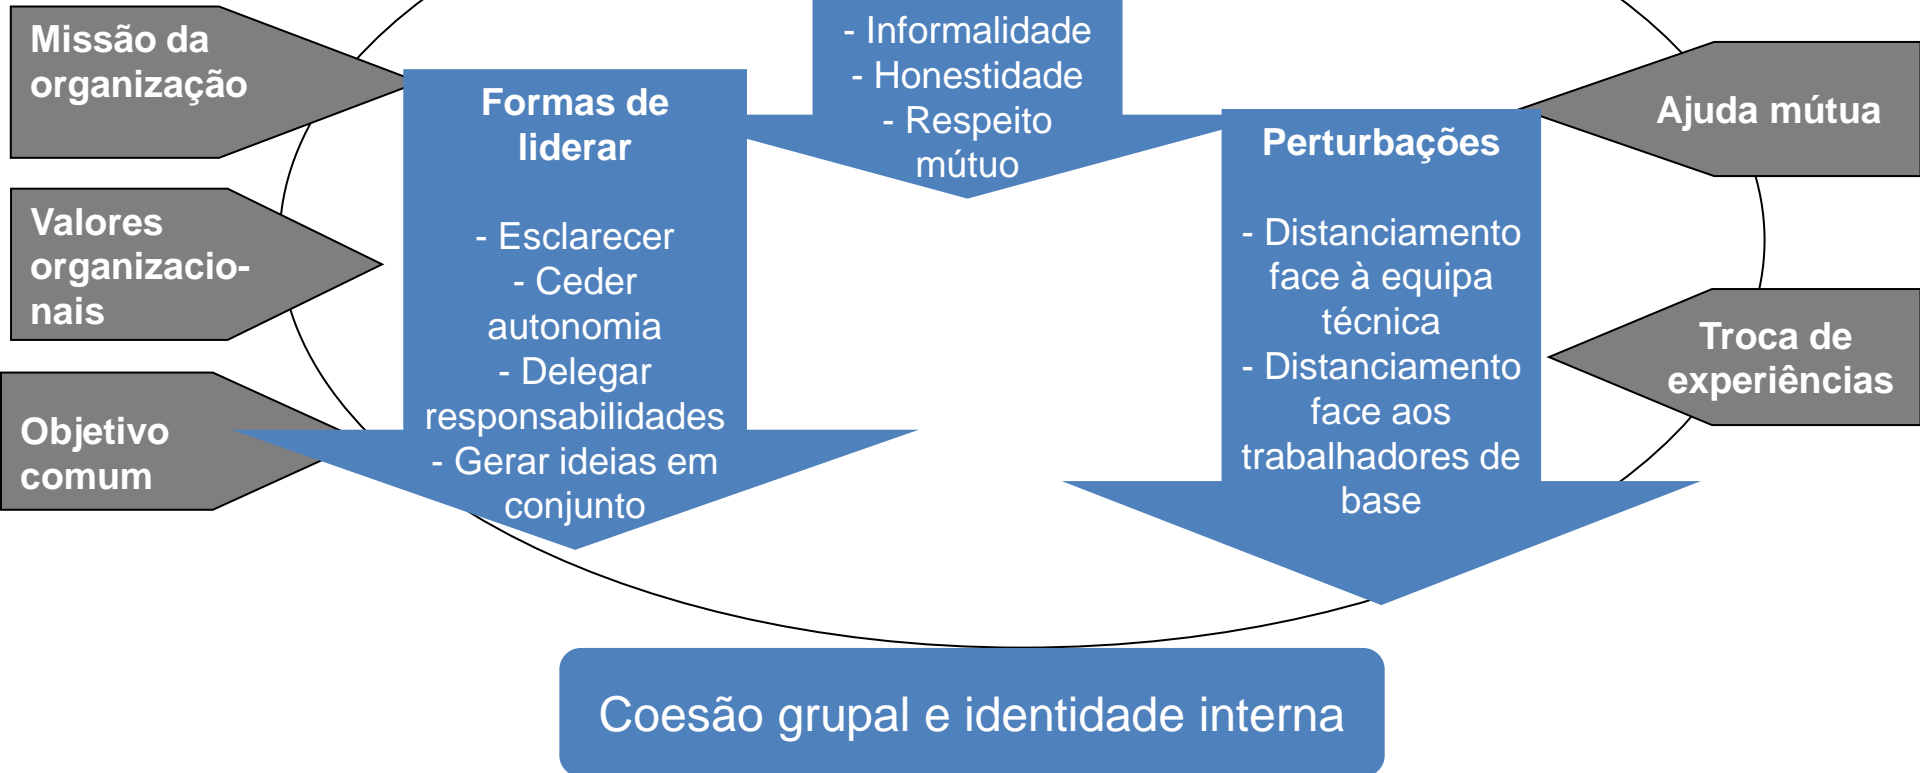 Missão da
organização
Valores
organizacio-
nais
Objetivo
comum
Formas de
liderar
- Esclarecer
- Ceder
autonomia
- Delegar
responsabilidades
- Gerar ideias em
conjunto
- Informalidade
- Honestidade
- Respeito
mútuo
Perturbações
- Distanciamento
face à equipa
técnica
- Distanciamento
face aos
trabalhadores de
base
Ajuda mútua
Troca de
experiências
Coesão grupal e identidade interna